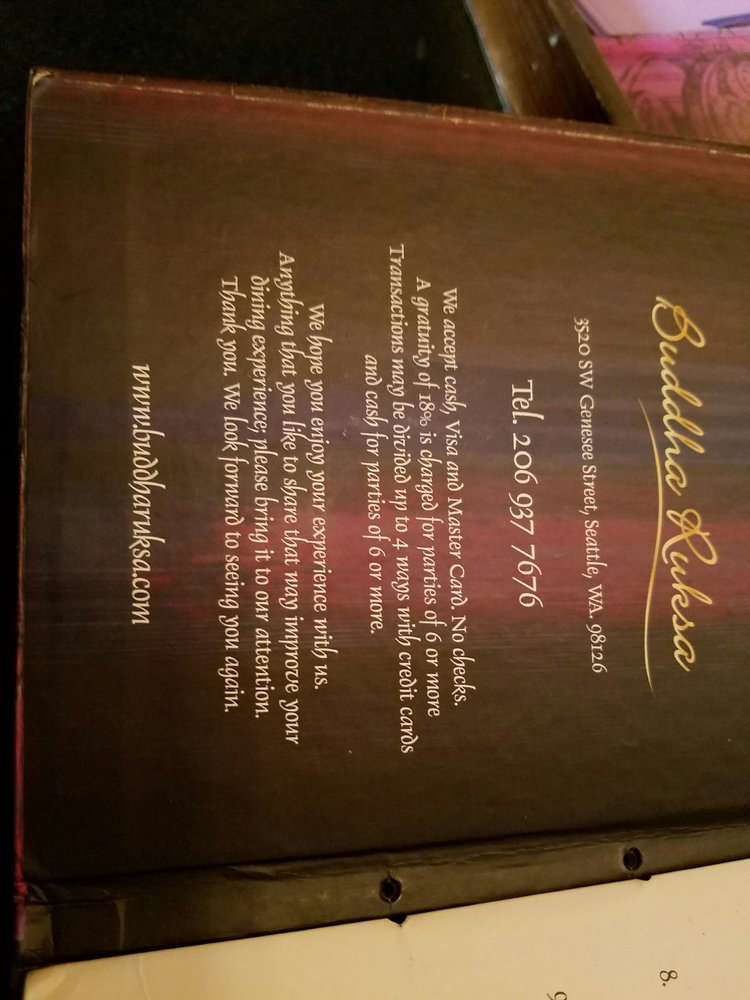 Buddha Ruksa
3520 SW Genesee Street, Seattle, WA. 98126
Tel. 206 937 7676
We accept cash, Visa and Master Card. No checks.
A gratuity of 18% is charged for parties of 6 or more
Transactions may be divided up to 4 ways with credit cards
and cash for parties of 6 or more.
We hope you enjoy your experience with us.
Anything that you like to share that way improve your
dining experience; please bring it to our attention.
Thank you. We look forward to seeing you again.
www.buddharuksa.com
8.